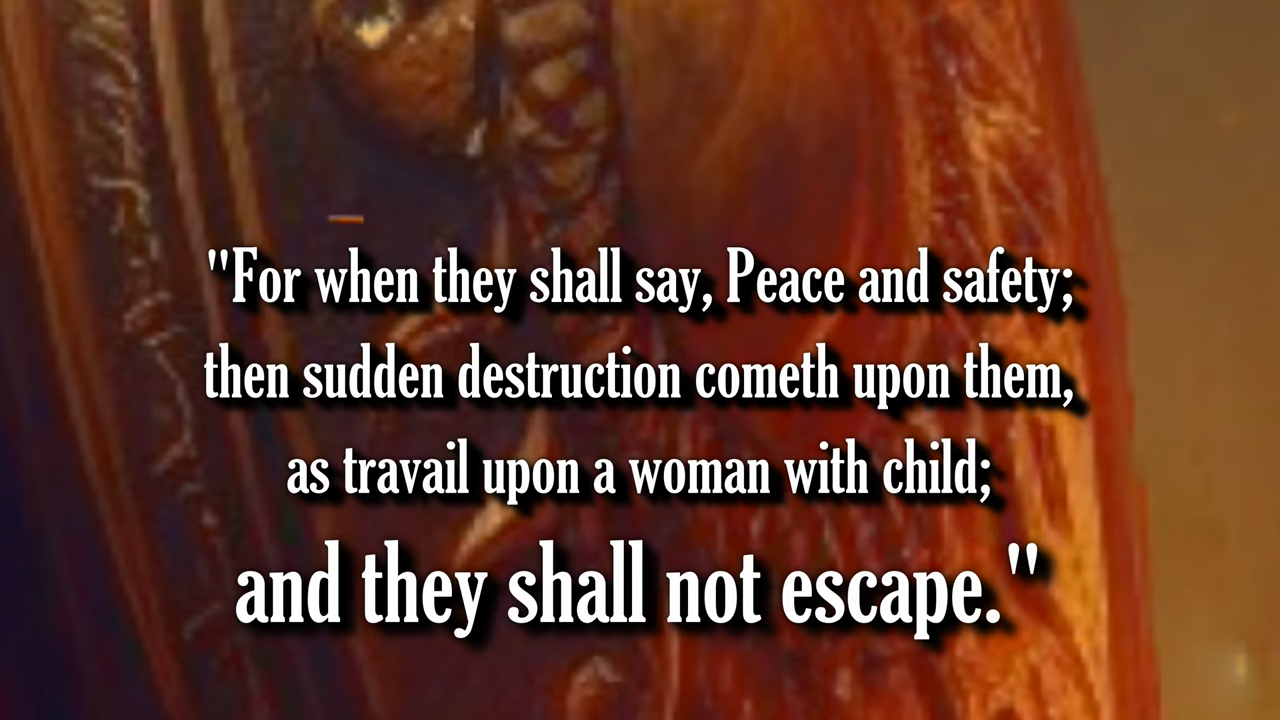 "For when they shall say, Peace and safety;
then sudden destruction cometh upon them,
as travail upon a woman with child;
and they shall not escape."